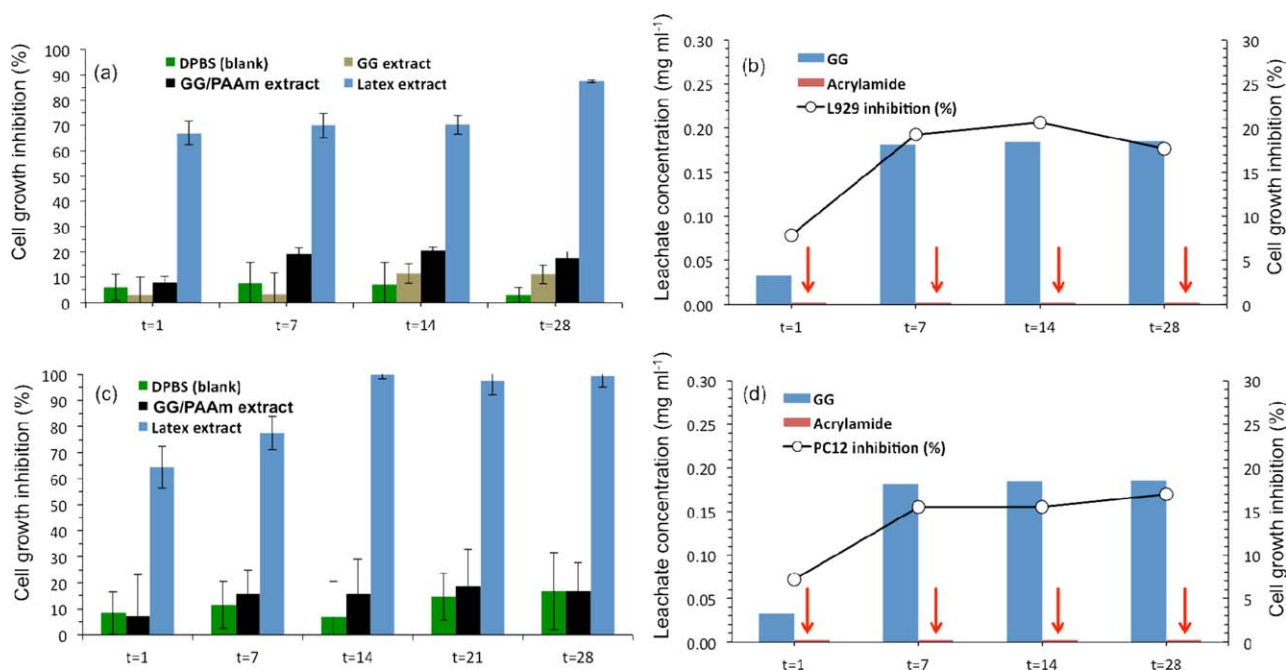 (a)
DPBS (blank) GG extract
GG/PAAm extract Latex extract
Cell growth inhibition (%)
100
90
80
70
60
50
40
30
20
10
0
t=1 t=7 t=14 t=28
(b)
GG
Acrylamide
L929 inhibition (%)
Leachate concentration (mg ml⁻¹)
0.30
0.25
0.20
0.15
0.10
0.05
0.00
30
25
20
15
10
5
0
Cell growth inhibition (%)
t=1 t=7 t=14 t=28
(c)
DPBS (blank)
GG/PAAm extract
Latex extract
Cell growth inhibition (%)
100
90
80
70
60
50
40
30
20
10
0
t=1 t=7 t=14 t=21 t=28
(d)
GG
Acrylamide
PC12 inhibition (%)
Leachate concentration (mg ml⁻¹)
0.30
0.25
0.20
0.15
0.10
0.05
0.00
30
25
20
15
10
5
0
Cell growth inhibition (%)
t=1 t=7 t=14 t=28